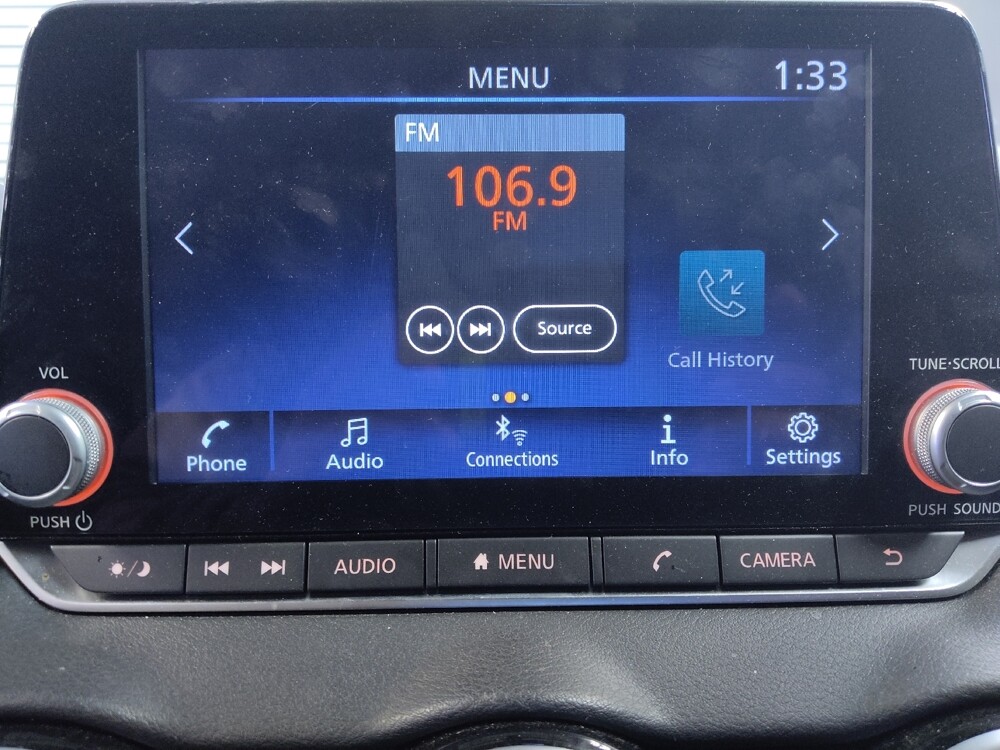 MENU
1:33
FM
106.9
FM
Source
Call History
VOL
TUNE·SCROLL
Phone
Audio
Connections
Info
Settings
PUSH
PUSH SOUND
AUDIO
MENU
CAMERA